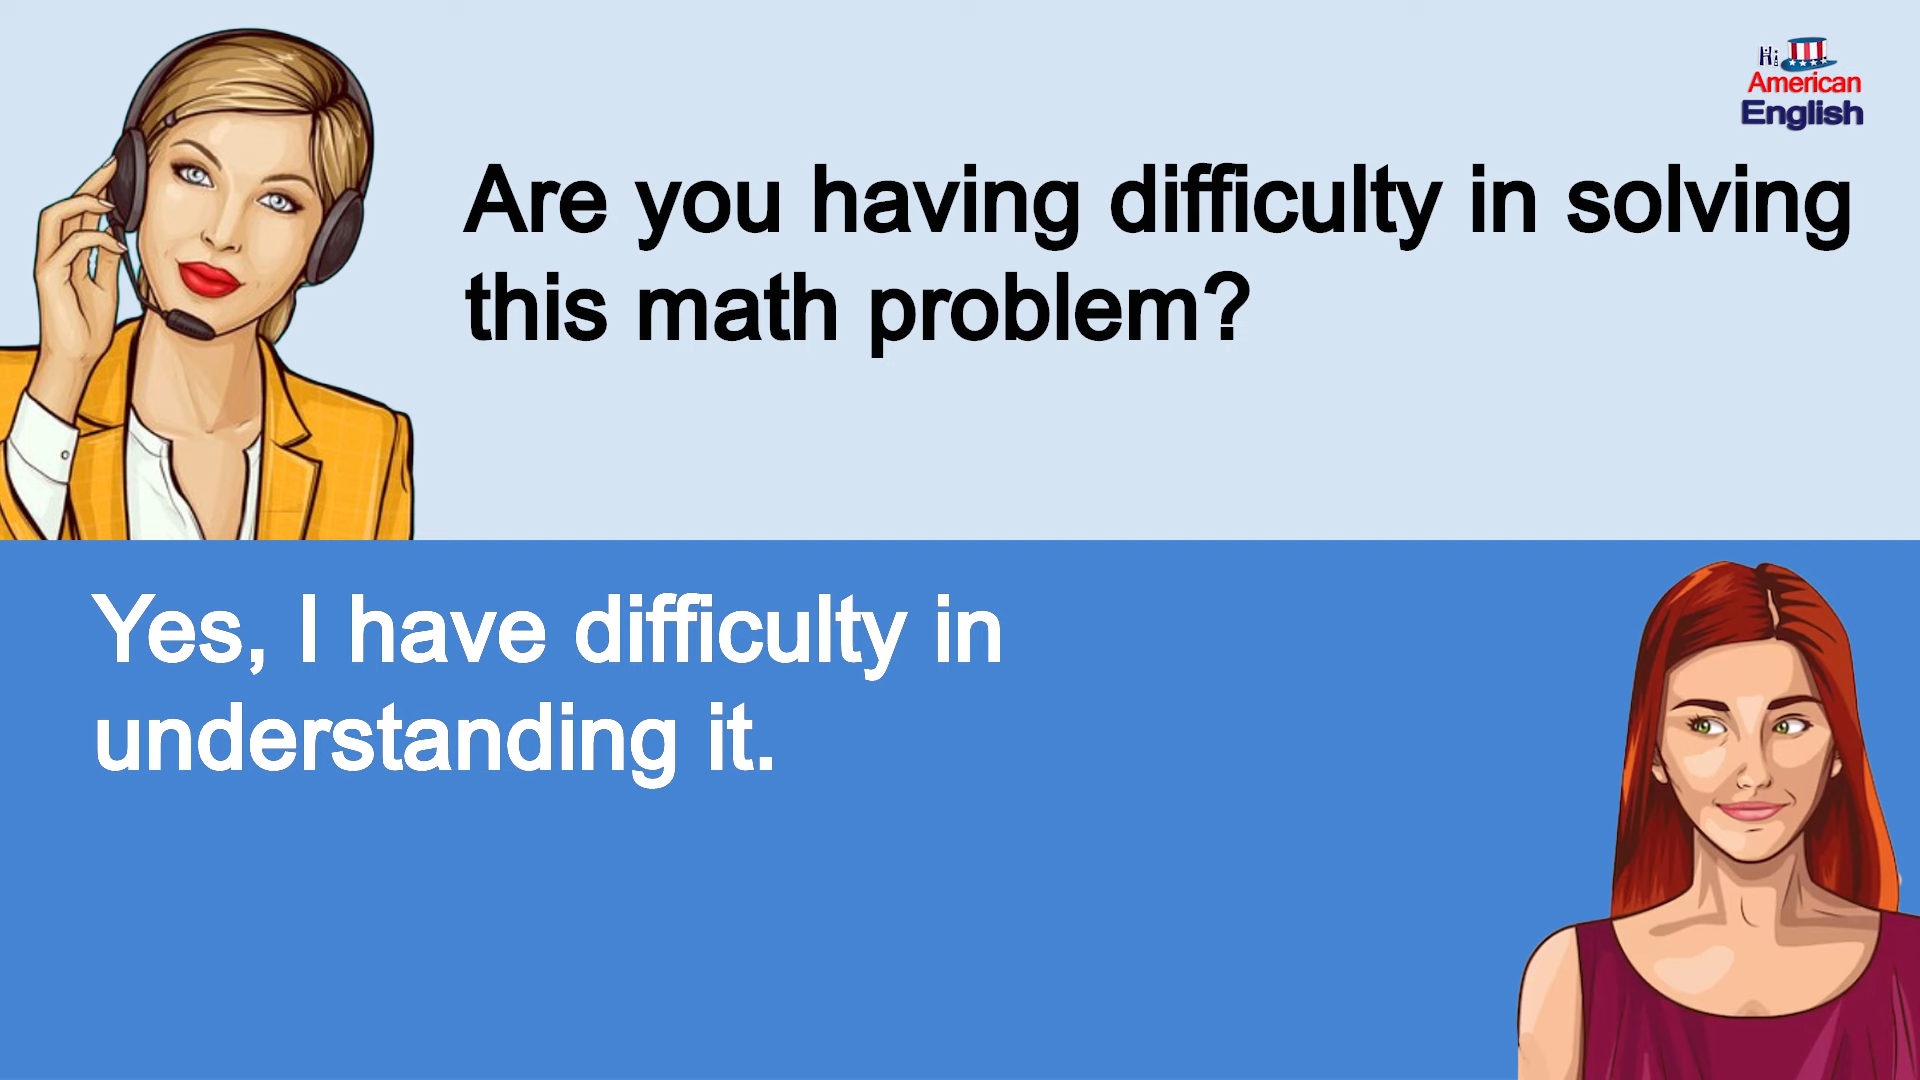 Hi
American
English
Are you having difficulty in solving
this math problem?
Yes, I have difficulty in
understanding it.